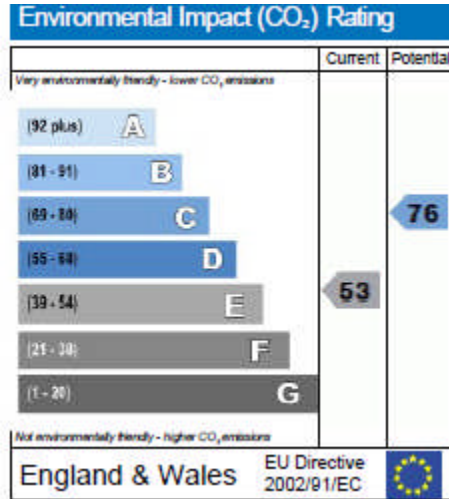 Environmental Impact (CO₂) Rating
Current Potential
Very environmentally friendly - lower CO₂ emissions
(92 plus) A
(81 - 91) B
(69 - 80) C
76
(55 - 68) D
(39 - 54) E
53
(21 - 38) F
(1 - 20) G
Not environmentally friendly - higher CO₂ emissions
England & Wales
EU Directive
2002/91/EC